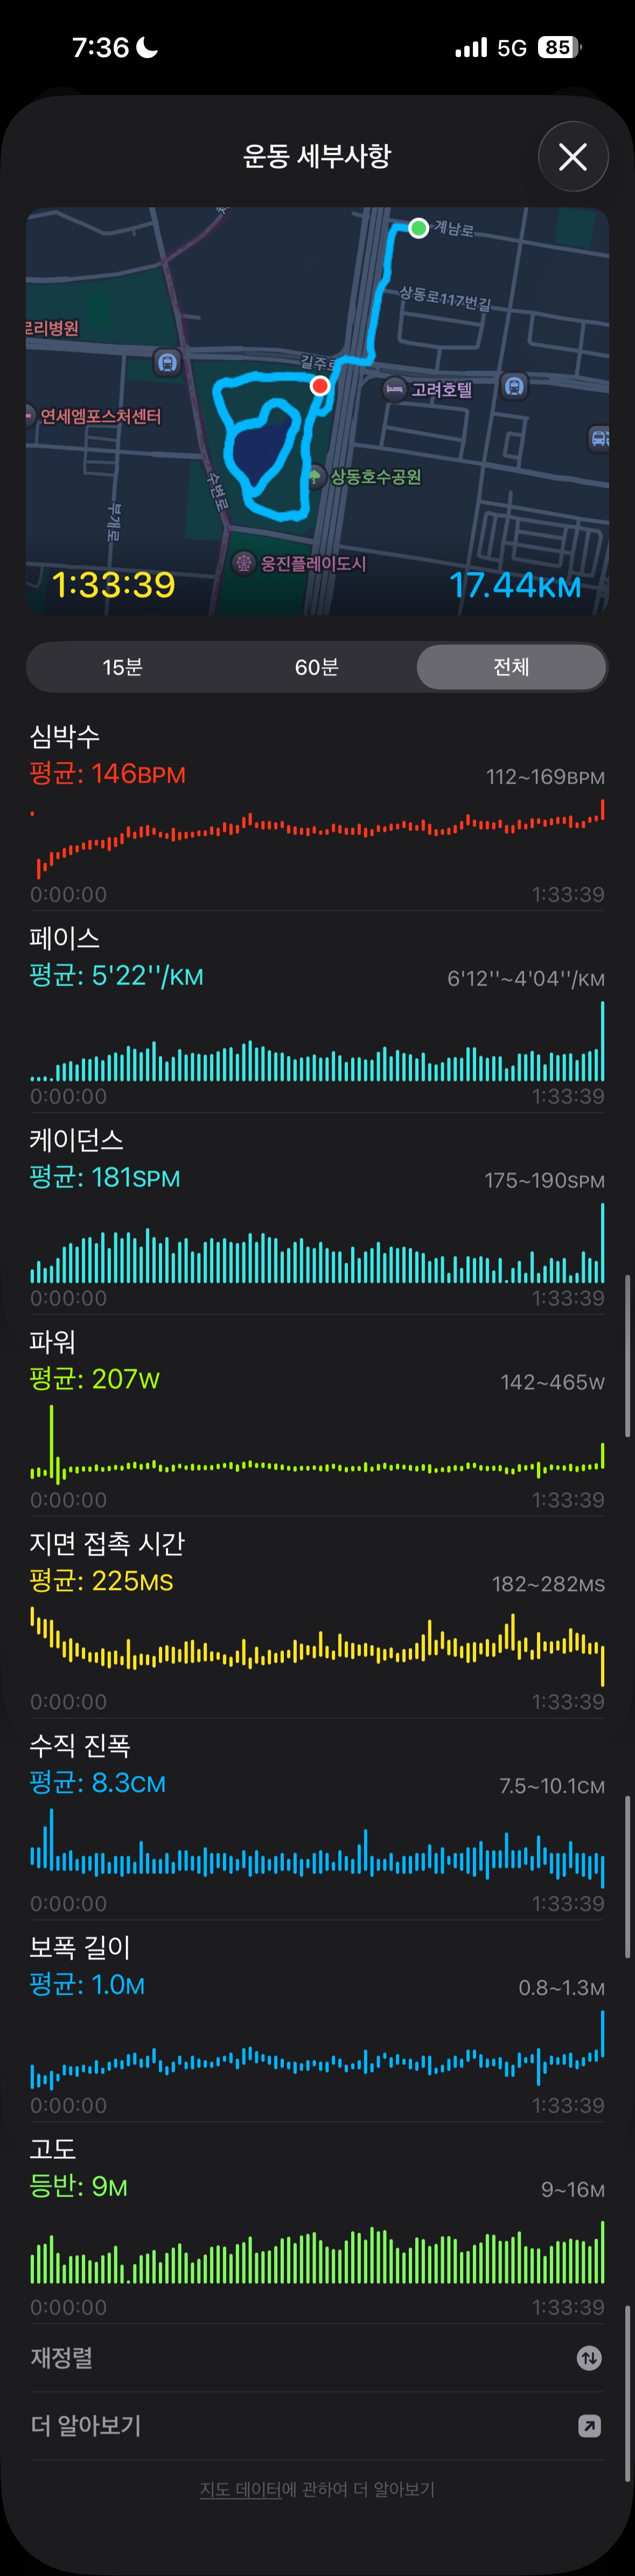 7:36
5G 85
운동 세부사항
계남로
상동로117번길
길주로
고려호텔
연세엠포스처센터
상동호수공원
수변로
부개로
웅진플레이도시
1:33:39 17.44KM
15분 60분 전체
심박수
평균: 146BPM 112~169BPM
0:00:00 1:33:39
페이스
평균: 5'22''/KM 6'12''~4'04''/KM
0:00:00 1:33:39
케이던스
평균: 181SPM 175~190SPM
0:00:00 1:33:39
파워
평균: 207W 142~465W
0:00:00 1:33:39
지면 접촉 시간
평균: 225MS 182~282MS
0:00:00 1:33:39
수직 진폭
평균: 8.3CM 7.5~10.1CM
0:00:00 1:33:39
보폭 길이
평균: 1.0M 0.8~1.3M
0:00:00 1:33:39
고도
등반: 9M 9~16M
0:00:00 1:33:39
재정렬
더 알아보기
지도 데이터에 관하여 더 알아보기